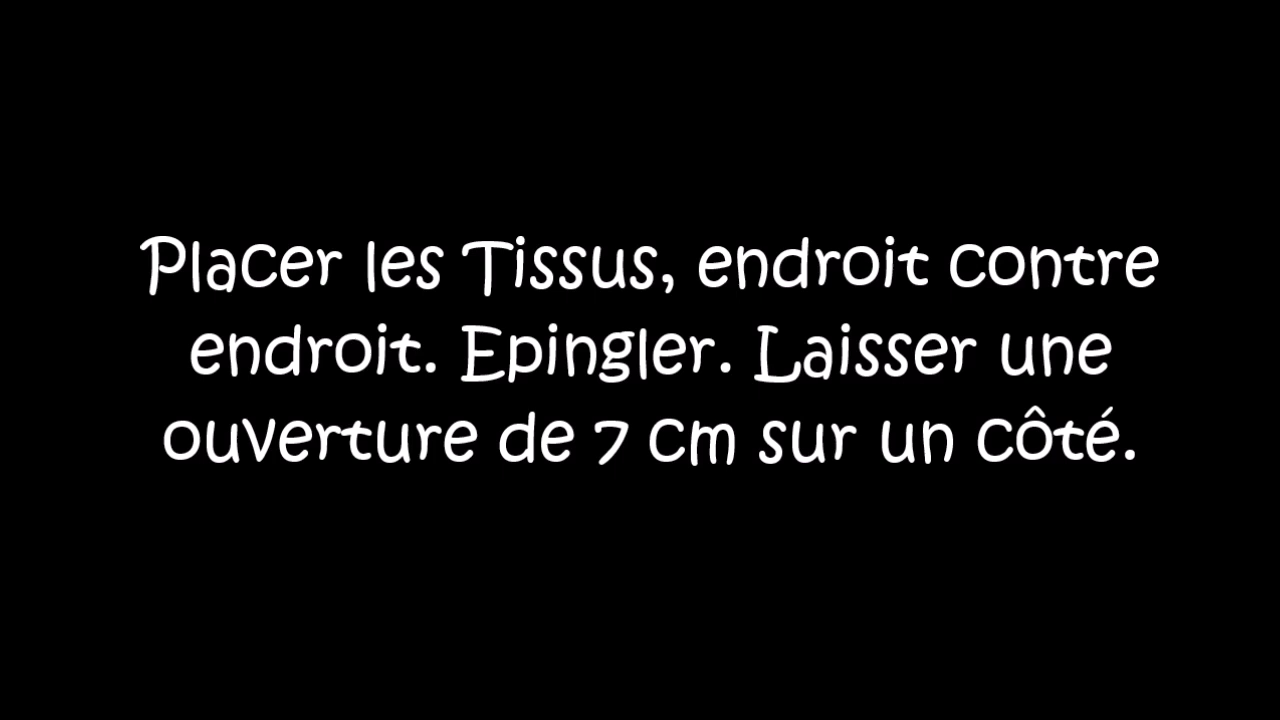 Placer les Tissus, endroit contre
endroit. Epingler. Laisser une
ouverture de 7 cm sur un côté.